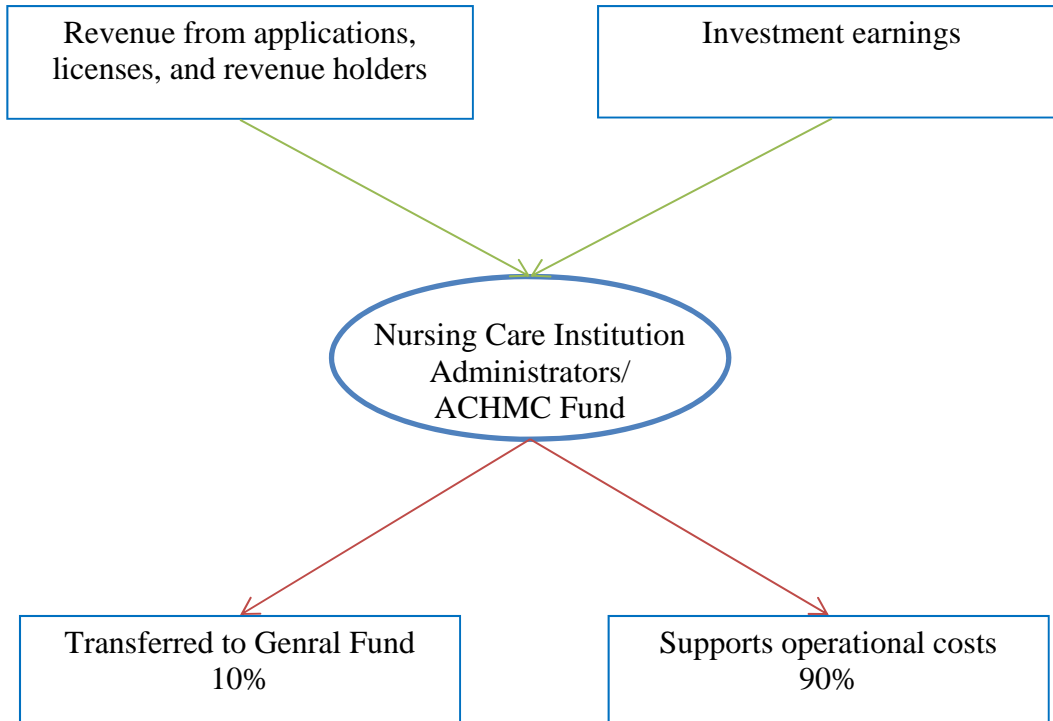 Revenue from applications,
licenses, and revenue holders
Investment earnings
Nursing Care Institution
Administrators/
ACHMC Fund
Transferred to Genral Fund
10%
Supports operational costs
90%